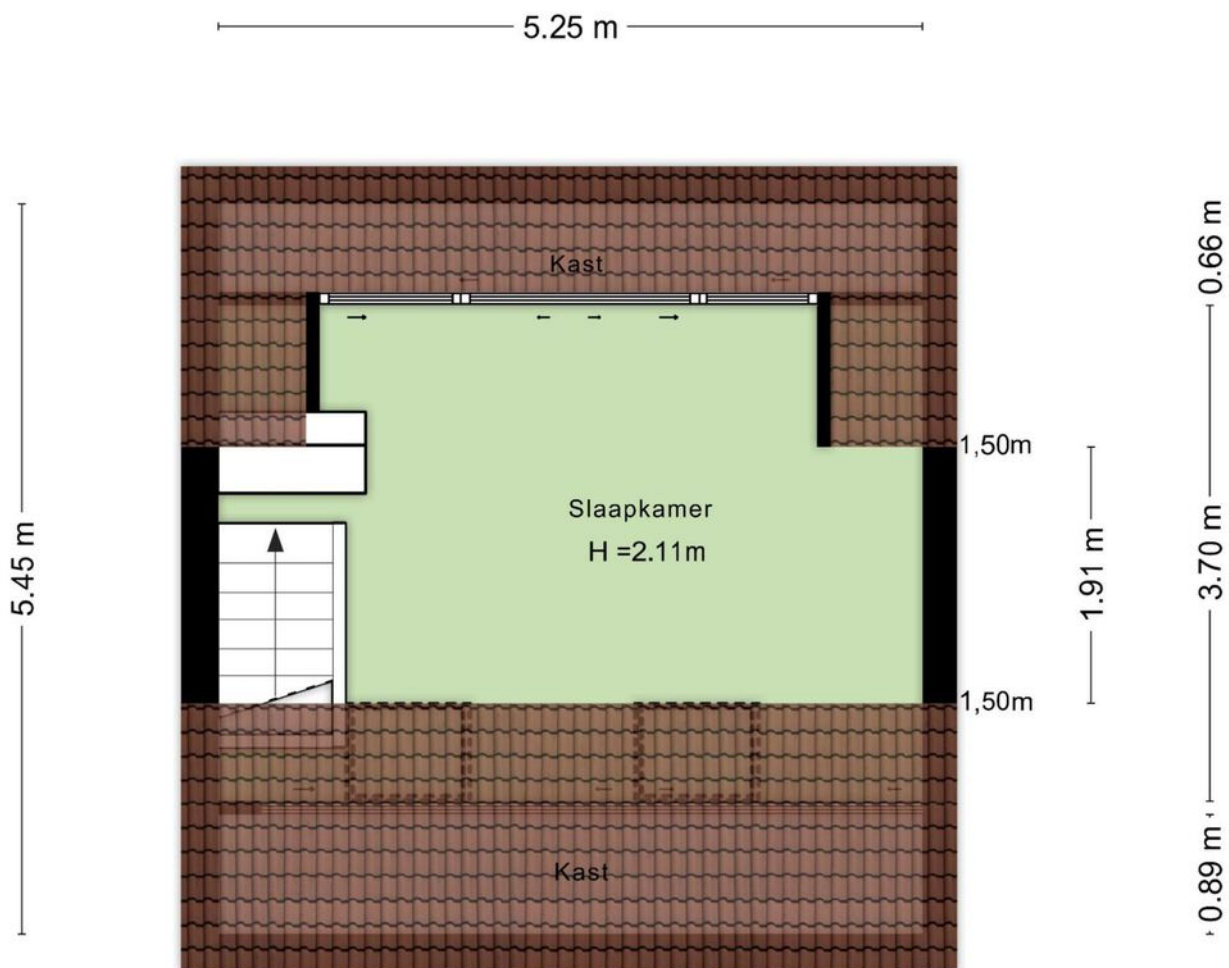 5.25 m
0.66 m
Kast
1,50m
Slaapkamer
H =2.11m
5.45 m
1.91 m
3.70 m
1,50m
Kast
0.89 m